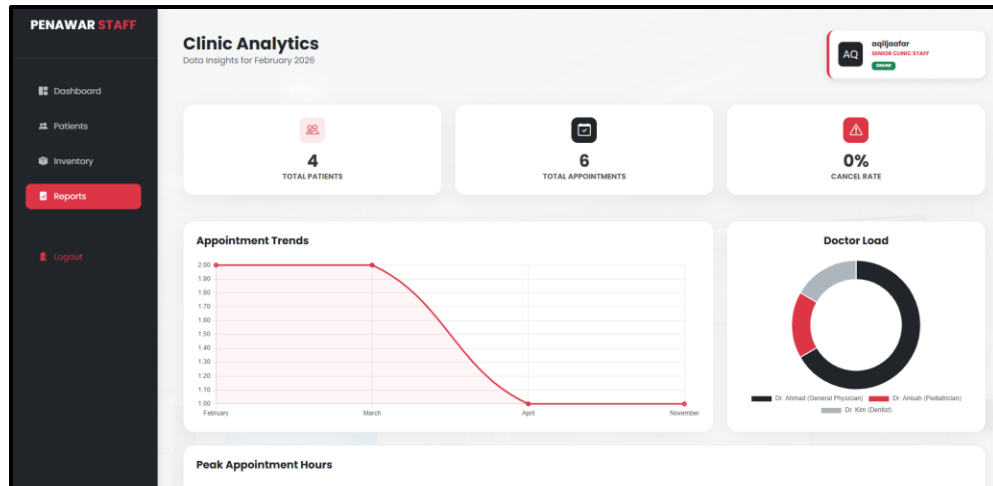 PENAWAR STAFF
Dashboard
Patients
Inventory
Reports
Logout
Clinic Analytics
Data Insights for February 2026
AQ
aqiljaafar
SENIOR CLINIC STAFF
ONLINE
4
TOTAL PATIENTS
6
TOTAL APPOINTMENTS
0%
CANCEL RATE
Appointment Trends
2.00
1.90
1.80
1.70
1.60
1.50
1.40
1.30
1.20
1.10
1.00
February March April November
Doctor Load
Dr. Ahmad (General Physician) Dr. Anisah (Pediatrician)
Dr. Kim (Dentist)
Peak Appointment Hours